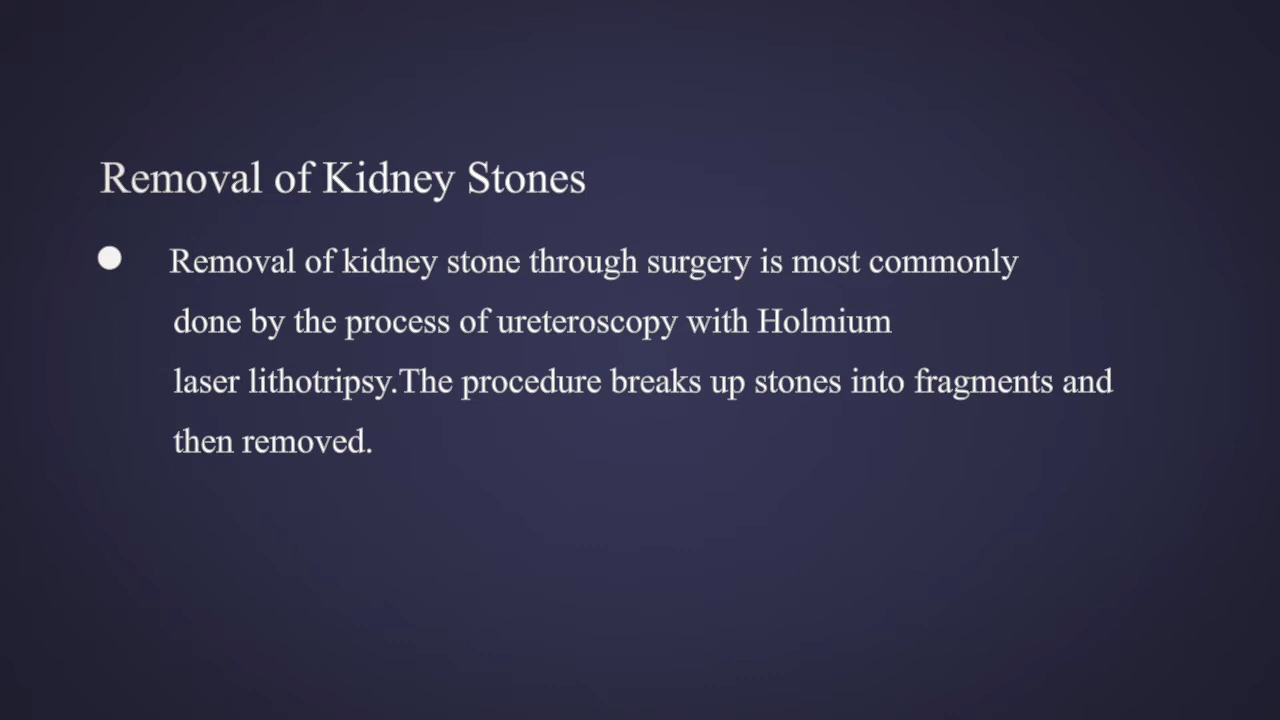 Removal of Kidney Stones
● Removal of kidney stone through surgery is most commonly
done by the process of ureteroscopy with Holmium
laser lithotripsy.The procedure breaks up stones into fragments and
then removed.